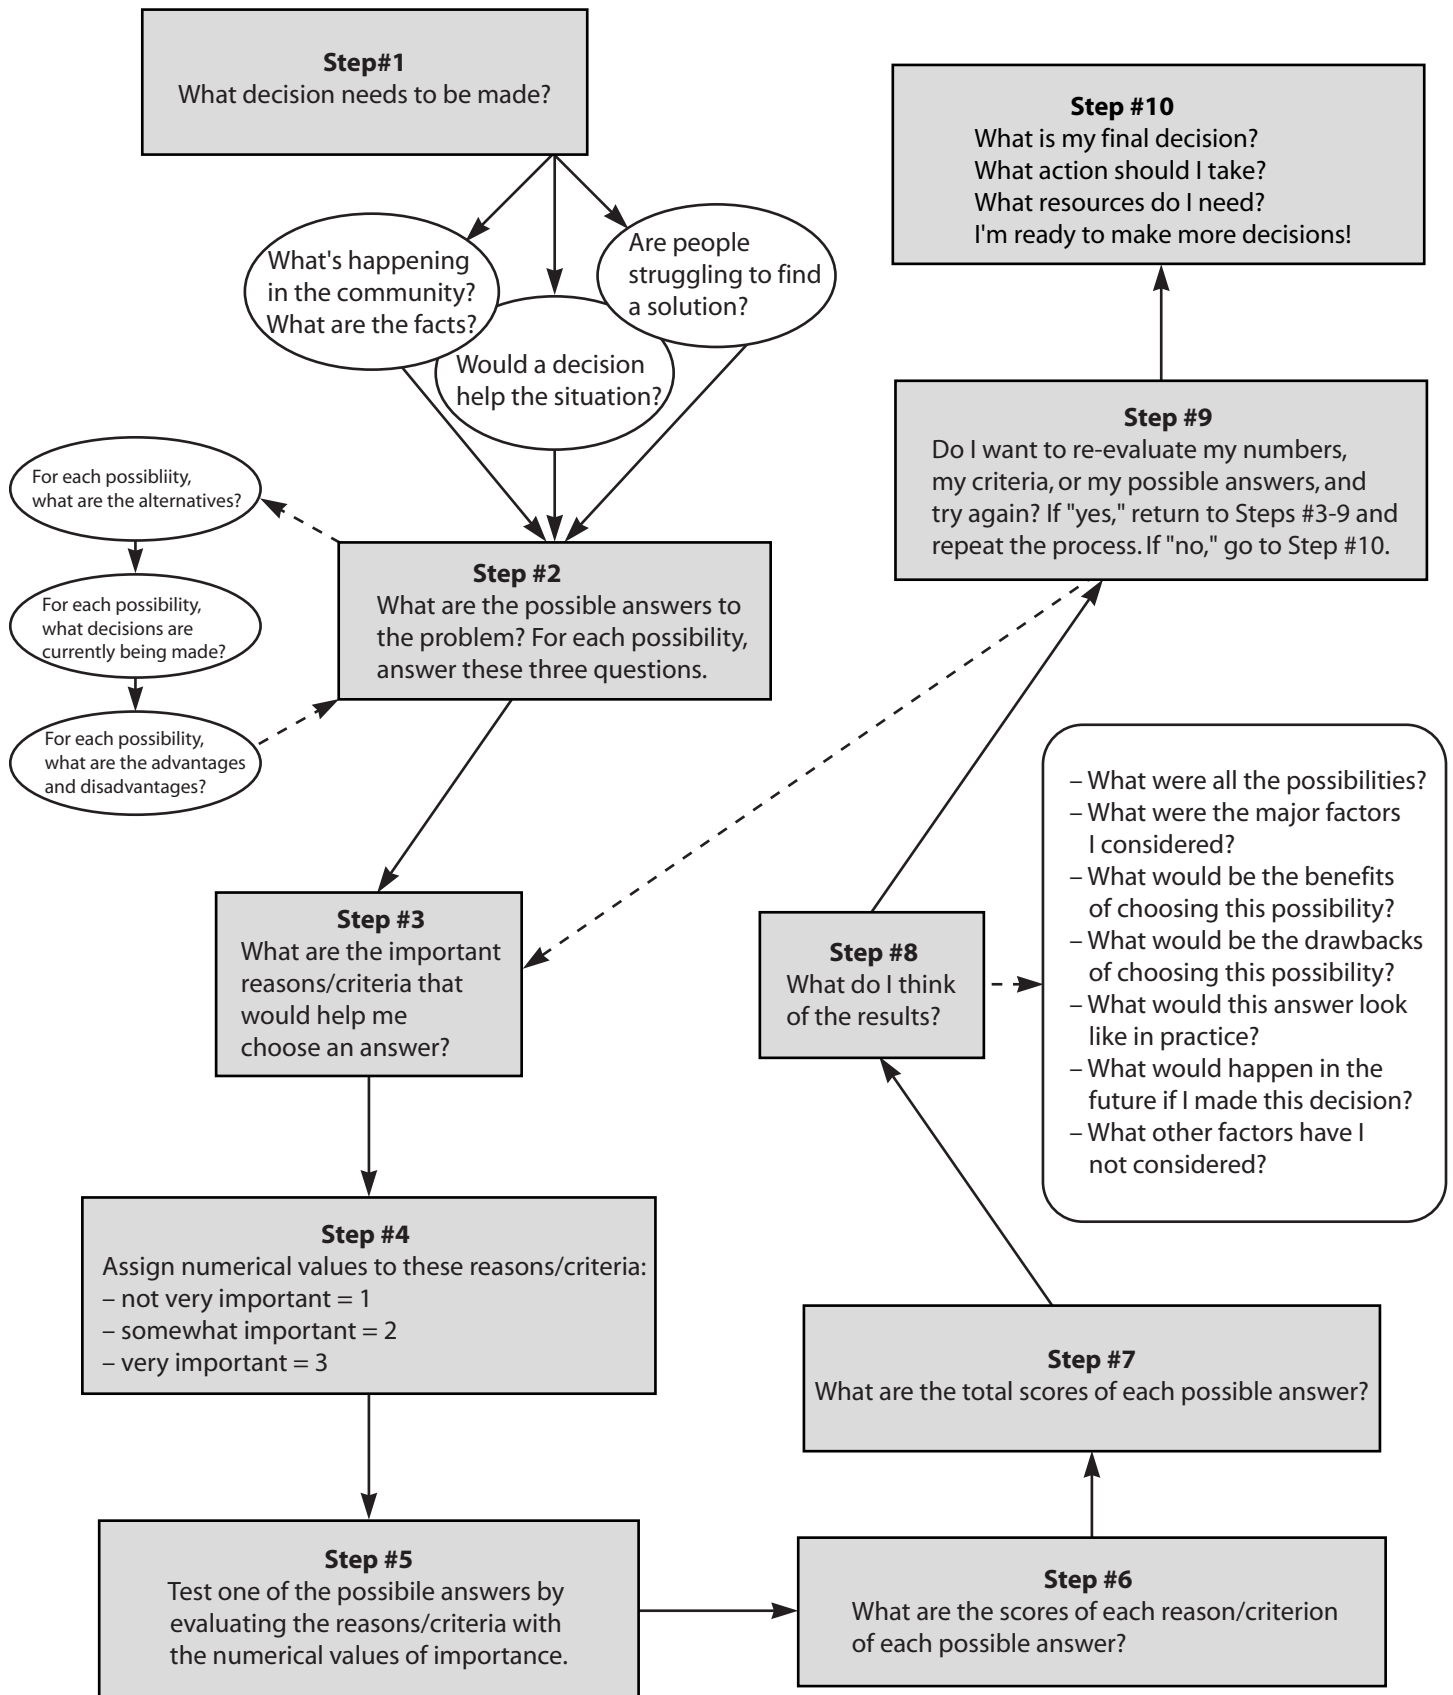 Step#1
What decision needs to be made?
What's happening
in the community?
What are the facts?
Would a decision
help the situation?
Are people
struggling to find
a solution?
Step #2
What are the possible answers to
the problem? For each possibility,
answer these three questions.
For each possibliity,
what are the alternatives?
For each possibility,
what decisions are
currently being made?
For each possibility,
what are the advantages
and disadvantages?
Step #3
What are the important
reasons/criteria that
would help me
choose an answer?
Step #4
Assign numerical values to these reasons/criteria:
– not very important = 1
– somewhat important = 2
– very important = 3
Step #5
Test one of the possibile answers by
evaluating the reasons/criteria with
the numerical values of importance.
Step #6
What are the scores of each reason/criterion
of each possible answer?
Step #7
What are the total scores of each possible answer?
Step #8
What do I think
of the results?
– What were all the possibilities?
– What were the major factors
I considered?
– What would be the benefits
of choosing this possibility?
– What would be the drawbacks
of choosing this possibility?
– What would this answer look
like in practice?
– What would happen in the
future if I made this decision?
– What other factors have I
not considered?
Step #9
Do I want to re-evaluate my numbers,
my criteria, or my possible answers, and
try again? If "yes," return to Steps #3-9 and
repeat the process. If "no," go to Step #10.
Step #10
What is my final decision?
What action should I take?
What resources do I need?
I'm ready to make more decisions!